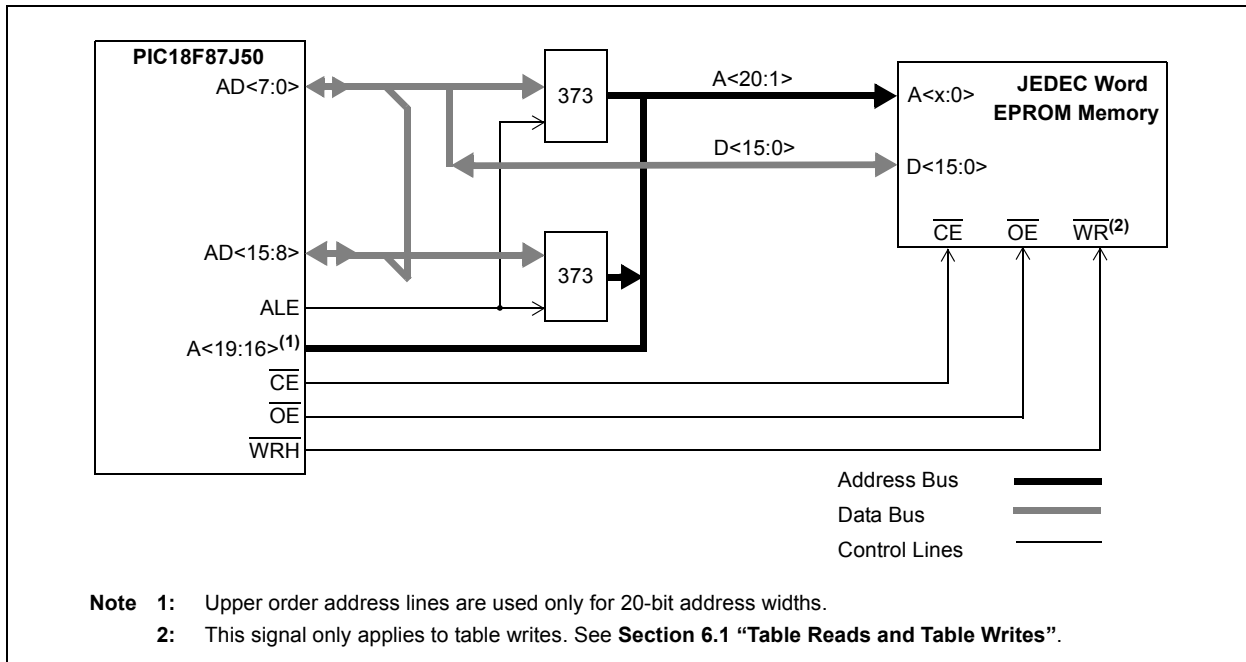 PIC18F87J50
AD<7:0>
373
A<20:1>
A<x:0>
JEDEC Word
EPROM Memory
D<15:0>
D<15:0>
CE OE WR(2)
AD<15:8>
373
ALE
A<19:16>(1)
CE
OE
WRH
Address Bus
Data Bus
Control Lines
Note 1: Upper order address lines are used only for 20-bit address widths.
2: This signal only applies to table writes. See Section 6.1 “Table Reads and Table Writes”.